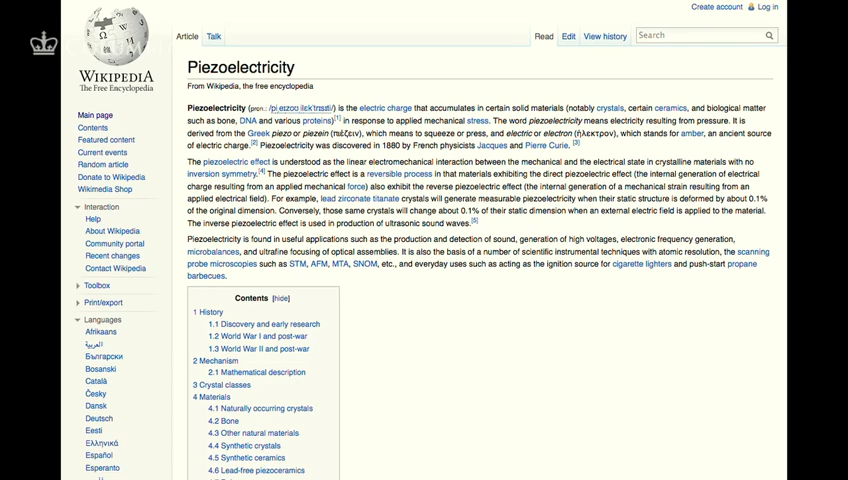 Create account Log in
WIKIPEDIA
The Free Encyclopedia
Article Talk Read Edit View history Search
Piezoelectricity
From Wikipedia, the free encyclopedia
Main page
Contents
Featured content
Current events
Random article
Donate to Wikipedia
Wikimedia Shop
Interaction
Help
About Wikipedia
Community portal
Recent changes
Contact Wikipedia
Toolbox
Print/export
Languages
Afrikaans
العربية
Български
Bosanski
Català
Česky
Dansk
Deutsch
Eesti
Ελληνικά
Español
Esperanto
Piezoelectricity (pron.: /piˌeɪzoʊˌilɛkˈtrɪsɪti/) is the electric charge that accumulates in certain solid materials (notably crystals, certain ceramics, and biological matter
such as bone, DNA and various proteins)[1] in response to applied mechanical stress. The word piezoelectricity means electricity resulting from pressure. It is
derived from the Greek piezo or piezein (πιέζειν), which means to squeeze or press, and electric or electron (ήλεκτρον), which stands for amber, an ancient source
of electric charge.[2] Piezoelectricity was discovered in 1880 by French physicists Jacques and Pierre Curie. [3]
The piezoelectric effect is understood as the linear electromechanical interaction between the mechanical and the electrical state in crystalline materials with no
inversion symmetry.[4] The piezoelectric effect is a reversible process in that materials exhibiting the direct piezoelectric effect (the internal generation of electrical
charge resulting from an applied mechanical force) also exhibit the reverse piezoelectric effect (the internal generation of a mechanical strain resulting from an
applied electrical field). For example, lead zirconate titanate crystals will generate measurable piezoelectricity when their static structure is deformed by about 0.1%
of the original dimension. Conversely, those same crystals will change about 0.1% of their static dimension when an external electric field is applied to the material.
The inverse piezoelectric effect is used in production of ultrasonic sound waves.[5]
Piezoelectricity is found in useful applications such as the production and detection of sound, generation of high voltages, electronic frequency generation,
microbalances, and ultrafine focusing of optical assemblies. It is also the basis of a number of scientific instrumental techniques with atomic resolution, the scanning
probe microscopies such as STM, AFM, MTA, SNOM, etc., and everyday uses such as acting as the ignition source for cigarette lighters and push-start propane
barbecues.
Contents [hide]
1 History
1.1 Discovery and early research
1.2 World War I and post-war
1.3 World War II and post-war
2 Mechanism
2.1 Mathematical description
3 Crystal classes
4 Materials
4.1 Naturally occurring crystals
4.2 Bone
4.3 Other natural materials
4.4 Synthetic crystals
4.5 Synthetic ceramics
4.6 Lead-free piezoceramics